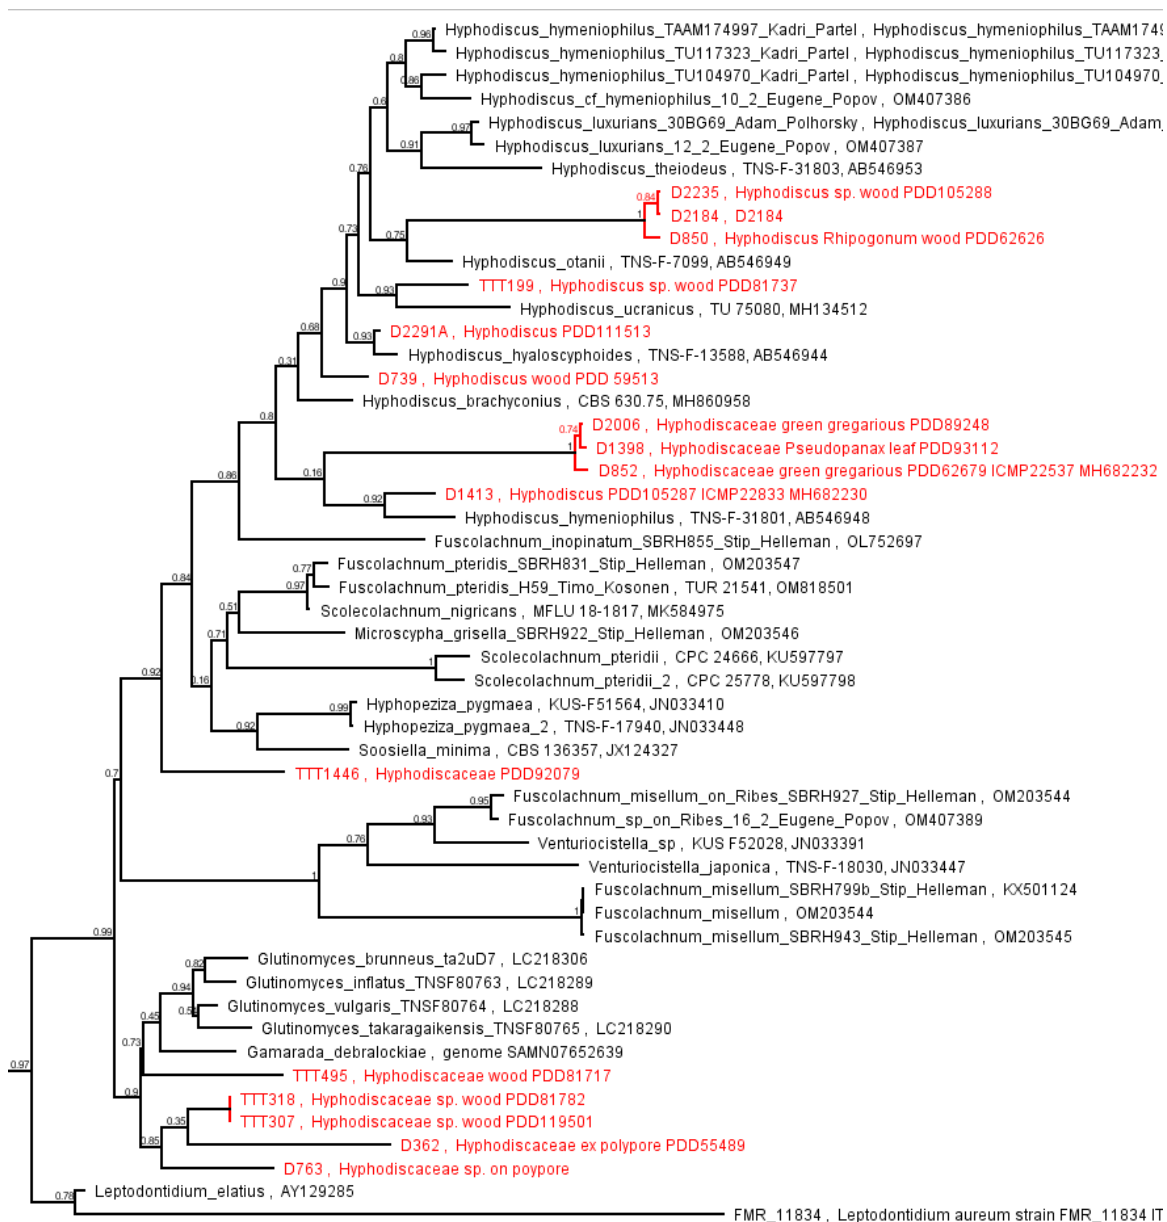 Hyphodiscus_hymeniophilus_TAAM174997_Kadri_Partel , Hyphodiscus_hymeniophilus_TAAM1749
0.96
Hyphodiscus_hymeniophilus_TU117323_Kadri_Partel , Hyphodiscus_hymeniophilus_TU117323_
0.8
Hyphodiscus_hymeniophilus_TU104970_Kadri_Partel , Hyphodiscus_hymeniophilus_TU104970_
0.86
Hyphodiscus_cf_hymeniophilus_10_2_Eugene_Popov , OM407386
0.6
Hyphodiscus_luxurians_30BG69_Adam_Polhorsky , Hyphodiscus_luxurians_30BG69_Adam_
0.97
Hyphodiscus_luxurians_12_2_Eugene_Popov , OM407387
0.91
Hyphodiscus_theiodeus , TNS-F-31803, AB546953
0.76
D2235 , Hyphodiscus sp. wood PDD105288
0.84
D2184 , D2184
1
D850 , Hyphodiscus Rhipogonum wood PDD62626
0.73
0.75
Hyphodiscus_otanii , TNS-F-7099, AB546949
TTT199 , Hyphodiscus sp. wood PDD81737
0.9
0.93
Hyphodiscus_ucranicus , TU 75080, MH134512
D2291A , Hyphodiscus PDD111513
0.68
0.93
Hyphodiscus_hyaloscyphoides , TNS-F-13588, AB546944
0.31
D739 , Hyphodiscus wood PDD 59513
Hyphodiscus_brachyconius , CBS 630.75, MH860958
0.8
D2006 , Hyphodiscaceae green gregarious PDD89248
0.74
D1398 , Hyphodiscaceae Pseudopanax leaf PDD93112
1
D852 , Hyphodiscaceae green gregarious PDD62679 ICMP22537 MH682232
0.86
0.16
D1413 , Hyphodiscus PDD105287 ICMP22833 MH682230
0.92
Hyphodiscus_hymeniophilus , TNS-F-31801, AB546948
Fuscolachnum_inopinatum_SBRH855_Stip_Helleman , OL752697
Fuscolachnum_pteridis_SBRH831_Stip_Helleman , OM203547
0.77
0.84
Fuscolachnum_pteridis_H59_Timo_Kosonen , TUR 21541, OM818501
0.97
Scolecolachnum_nigricans , MFLU 18-1817, MK584975
0.51
Microscypha_grisella_SBRH922_Stip_Helleman , OM203546
0.71
Scolecolachnum_pteridii , CPC 24666, KU597797
1
0.92
Scolecolachnum_pteridii_2 , CPC 25778, KU597798
0.16
Hyphopeziza_pygmaea , KUS-F51564, JN033410
0.99
Hyphopeziza_pygmaea_2 , TNS-F-17940, JN033448
0.92
Soosiella_minima , CBS 136357, JX124327
TTT1446 , Hyphodiscaceae PDD92079
0.7
Fuscolachnum_misellum_on_Ribes_SBRH927_Stip_Helleman , OM203544
0.95
Fuscolachnum_sp_on_Ribes_16_2_Eugene_Popov , OM407389
0.93
Venturiocistella_sp , KUS F52028, JN033391
0.76
Venturiocistella_japonica , TNS-F-18030, JN033447
1
Fuscolachnum_misellum_SBRH799b_Stip_Helleman , KX501124
1
Fuscolachnum_misellum , OM203544
0.99
Fuscolachnum_misellum_SBRH943_Stip_Helleman , OM203545
Glutinomyces_brunneus_ta2uD7 , LC218306
0.82
Glutinomyces_inflatus_TNSF80763 , LC218289
0.94
Glutinomyces_vulgaris_TNSF80764 , LC218288
0.45
Glutinomyces_takaragaikensis_TNSF80765 , LC218290
0.73
Gamarada_debralockiae , genome SAMN07652639
0.97
TTT495 , Hyphodiscaceae wood PDD81717
0.9
TTT318 , Hyphodiscaceae sp. wood PDD81782
TTT307 , Hyphodiscaceae sp. wood PDD119501
0.35
D362 , Hyphodiscaceae ex polypore PDD55489
0.85
D763 , Hyphodiscaceae sp. on poypore
Leptodontidium_elatius , AY129285
0.78
FMR_11834 , Leptodontidium aureum strain FMR_11834 IT